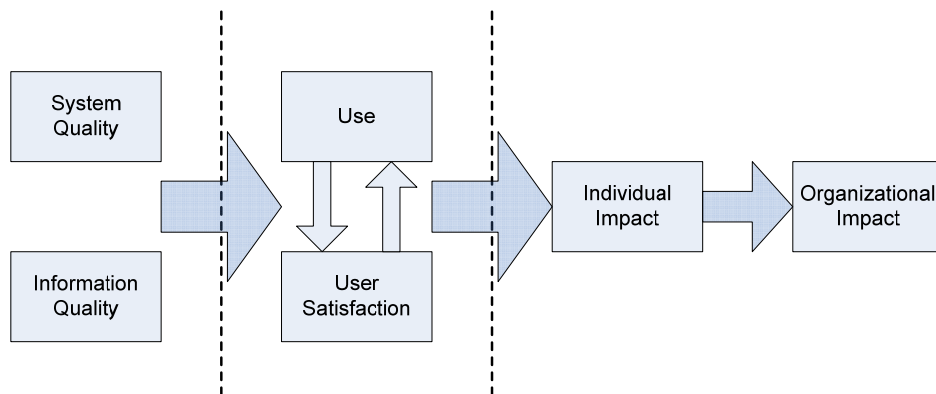 System
Quality
Information
Quality
Use
User
Satisfaction
Individual
Impact
Organizational
Impact